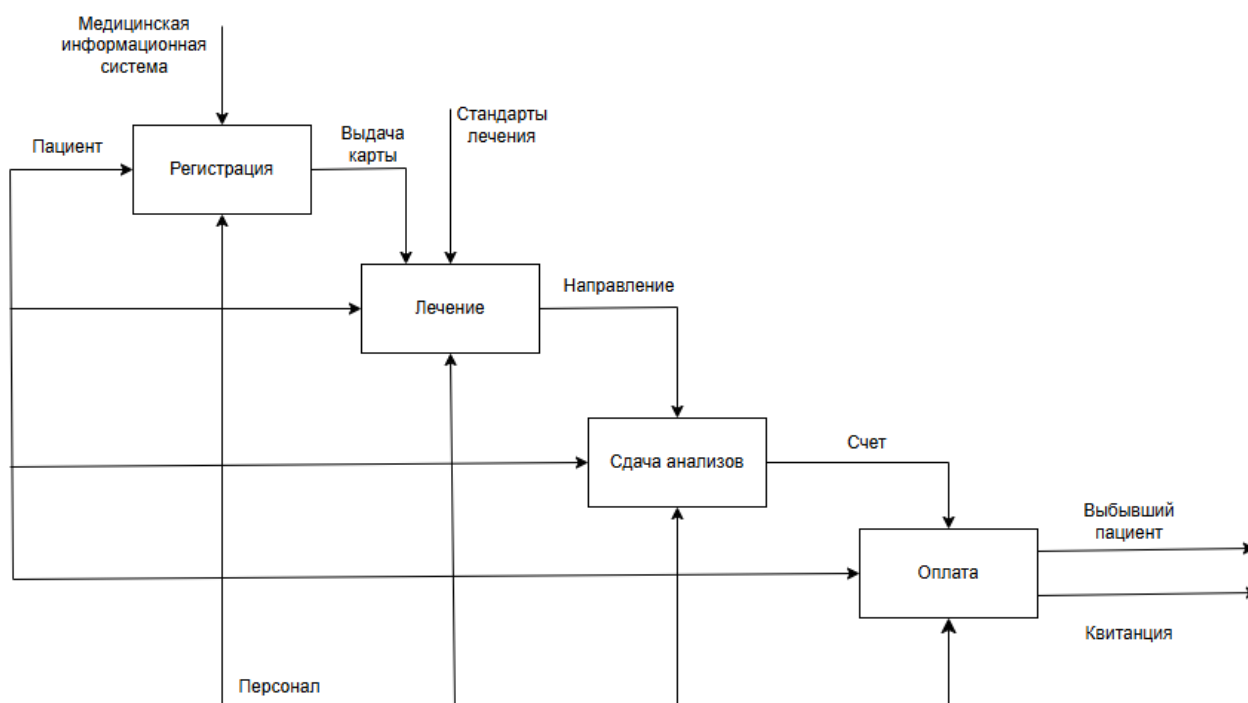 Медицинская
информационная
система
Стандарты
лечения
Пациент
Выдача
карты
Регистрация
Направление
Лечение
Счет
Сдача анализов
Выбывший
пациент
Оплата
Квитанция
Персонал